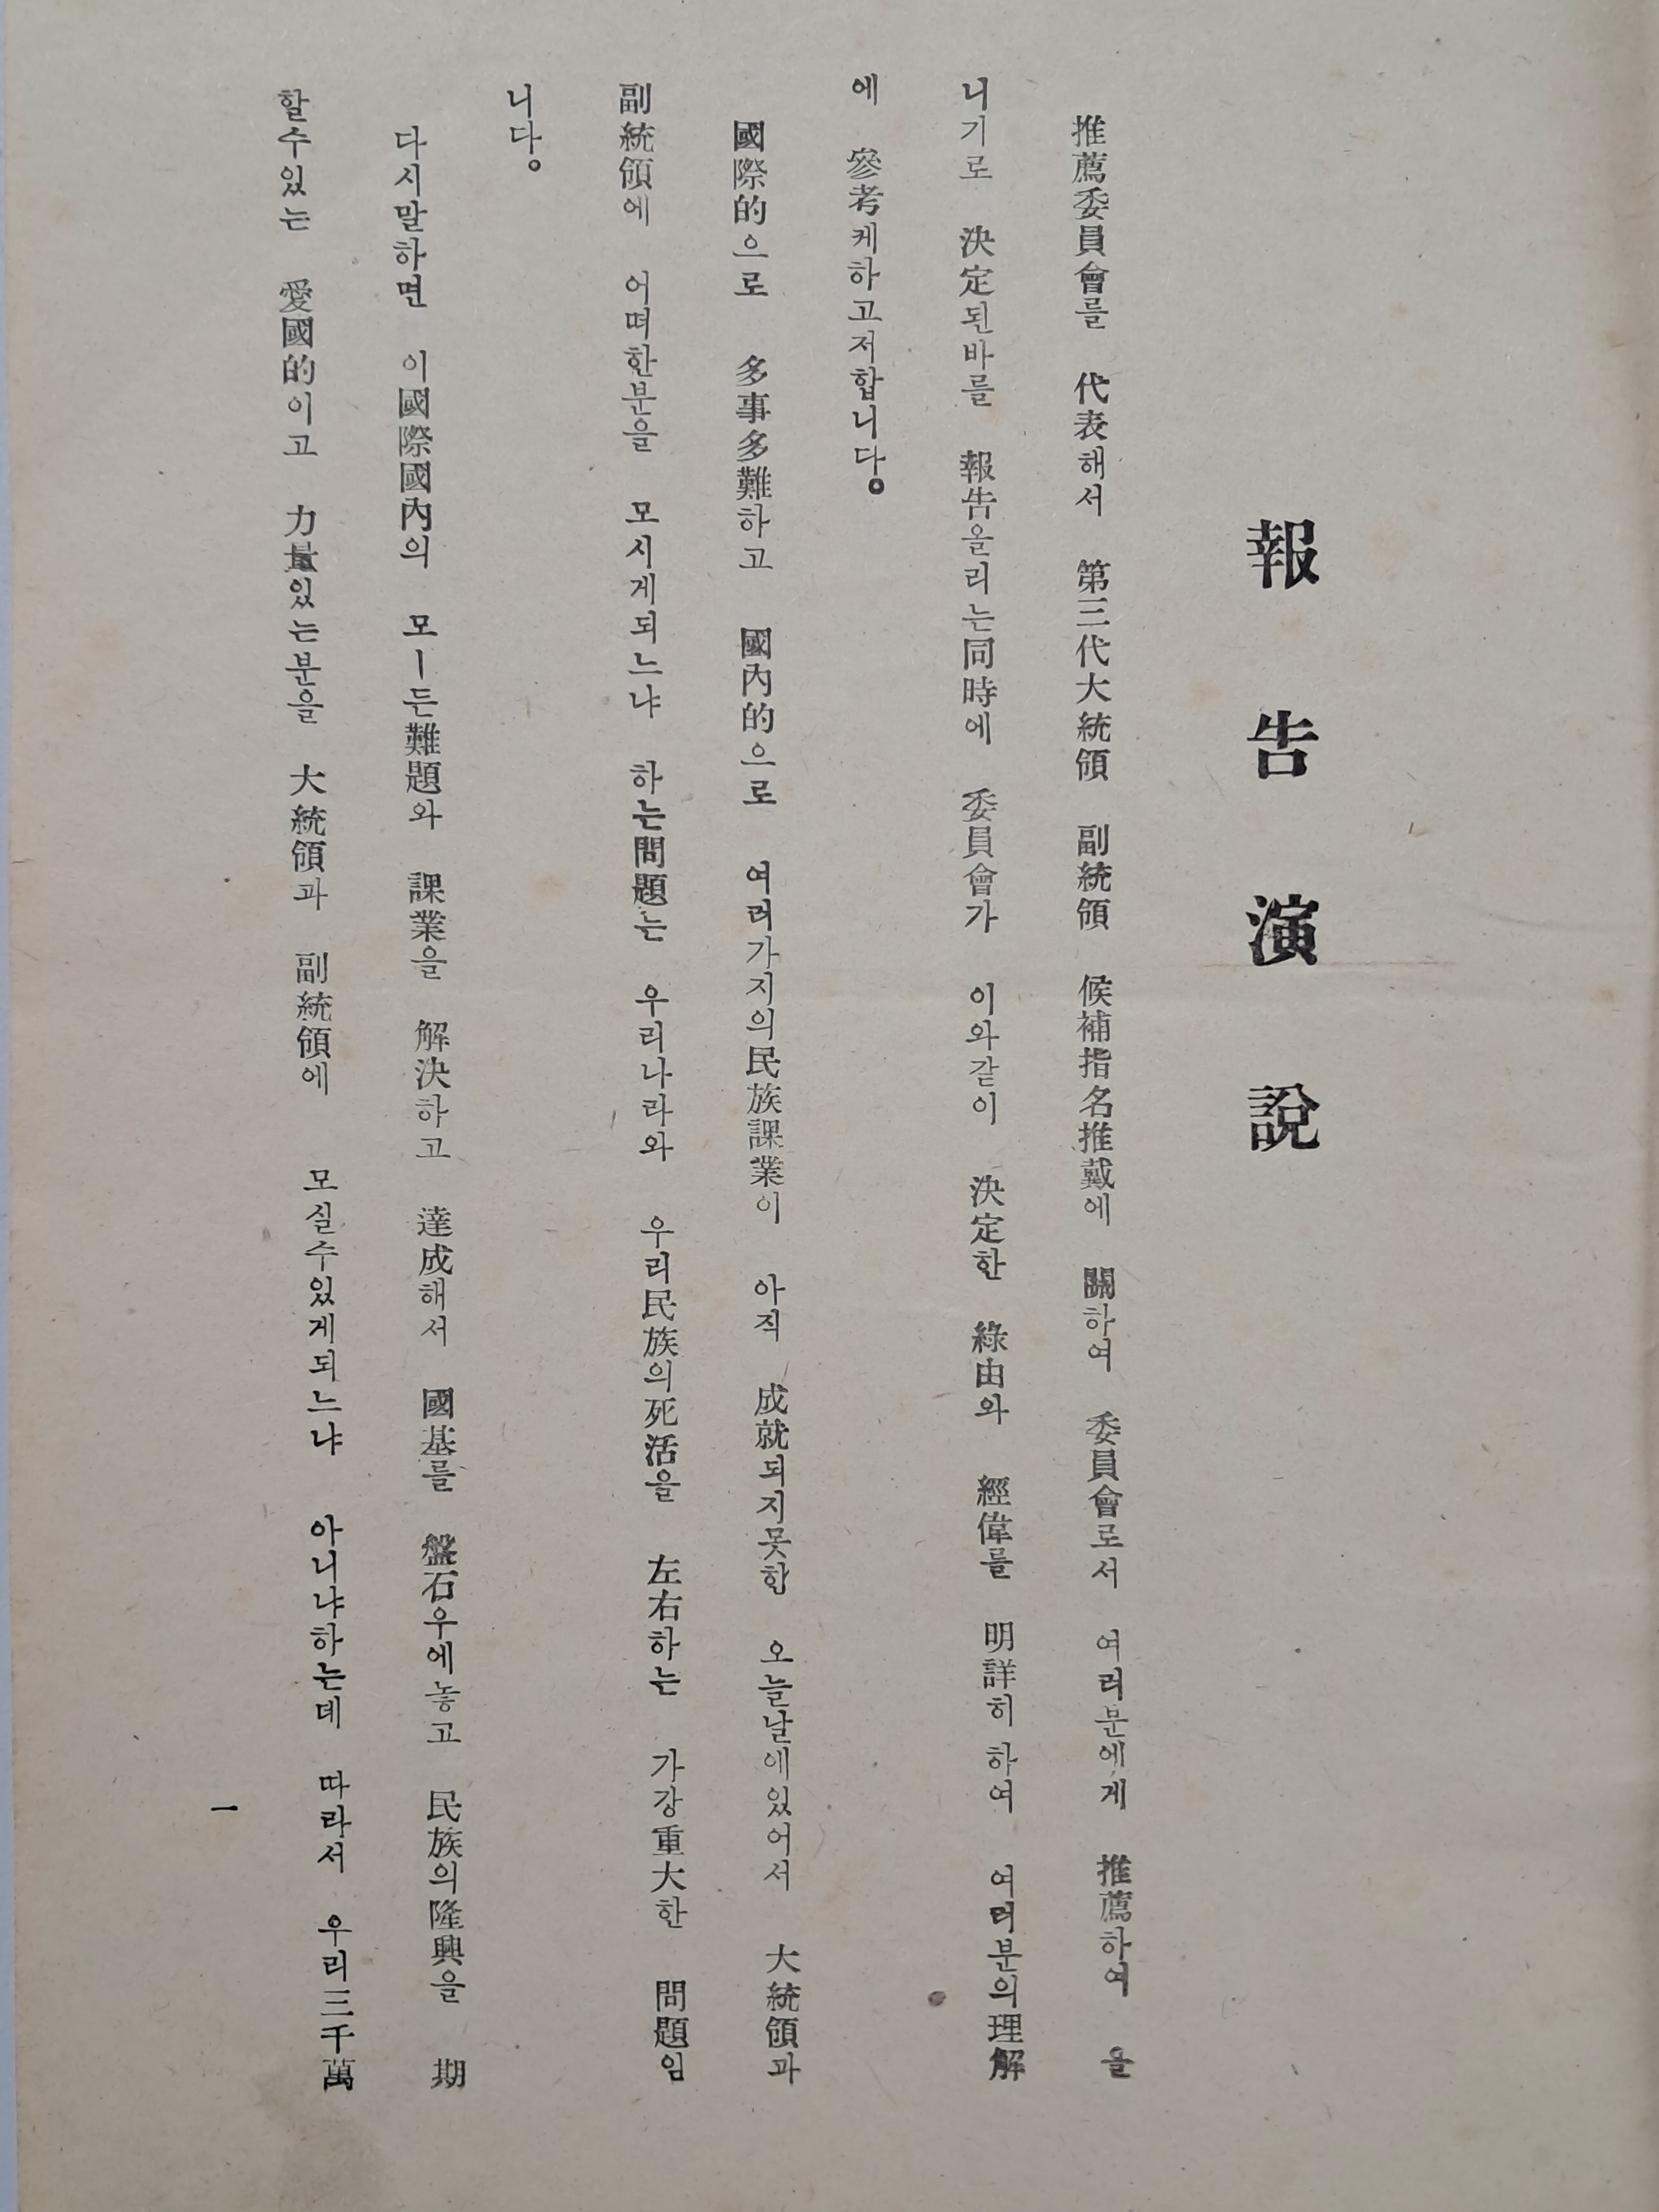 報告演說
推薦委員會를 代表해서 第三代大統領 副統領 候補指名推戴에 關하여 委員會로서 여러분에게 推薦하여 올
니기로 決定된바를 報告올리는同時에 委員會가 이와같이 決定한 緣由와 經偉를 明詳히 하여 여러분의理解
에 參考케하고저합니다。
國際的으로 多事多難하고 國內的으로 여러가지의民族課業이 아직 成就되지못한 오늘날에있어서 大統領과
副統領에 어떠한분을 모시게되느냐 하는問題는 우리나라와 우리民族의死活을 左右하는 가강重大한 問題임
니다。
다시말하면 이國際國內의 모ㅣ든難題와 課業을 解決하고 達成해서 國基를 盤石우에놓고 民族의隆興을 期
할수있는 愛國的이고 力量있는분을 大統領과 副統領에 모실수있게되느냐 아니냐하는데 따라서 우리三千萬
一